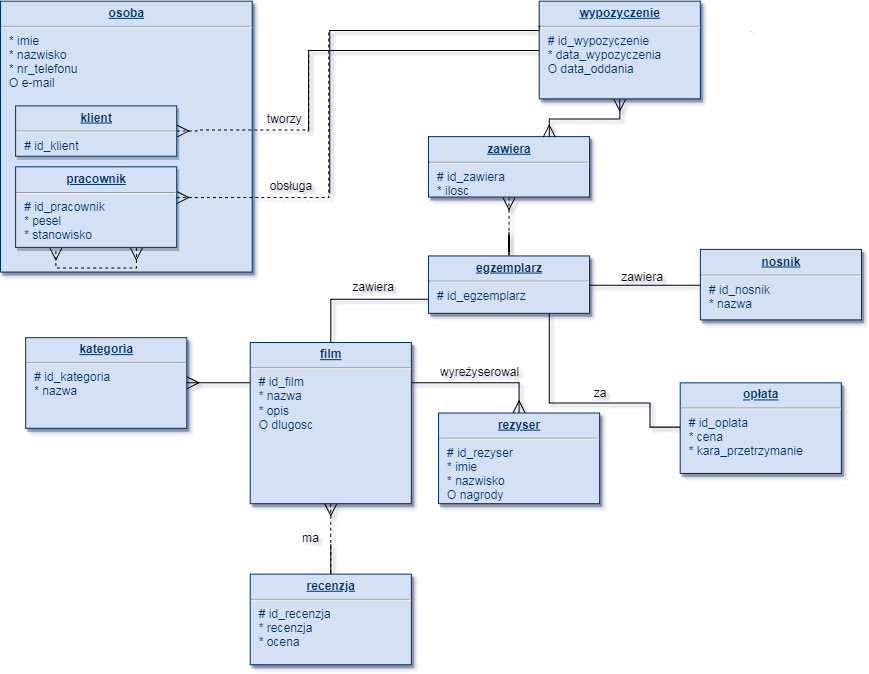 osoba
* imie
* nazwisko
* nr_telefonu
O e-mail
klient
# id_klient
pracownik
# id_pracownik
* pesel
* stanowisko
tworzy
obsługa
wypozyczenie
# id_wypozyczenie
* data_wypozyczenia
O data_oddania
zawiera
# id_zawiera
* ilosc
egzemplarz
# id_egzemplarz
zawiera
nosnik
# id_nosnik
* nazwa
zawiera
kategoria
# id_kategoria
* nazwa
film
# id_film
* nazwa
* opis
O dlugosc
wyreżyserowal
rezyser
# id_rezyser
* imie
* nazwisko
O nagrody
za
opłata
# id_oplata
* cena
* kara_przetrzymanie
ma
recenzja
# id_recenzja
* recenzja
* ocena